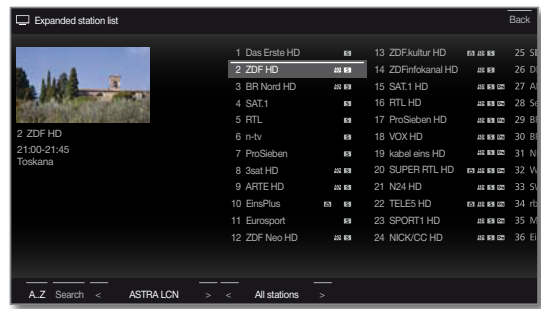 Expanded station list
Back
2 ZDF HD
21:00-21:45
Toskana
1 Das Erste HD
2 ZDF HD
3 BR Nord HD
4 SAT.1
5 RTL
6 n-tv
7 ProSieben
8 3sat HD
9 ARTE HD
10 EinsPlus
11 Eurosport
12 ZDF Neo HD
13 ZDF.kultur HD
14 ZDFinfokanal HD
15 SAT.1 HD
16 RTL HD
17 ProSieben HD
18 VOX HD
19 kabel eins HD
20 SUPER RTL HD
21 N24 HD
22 TELE5 HD
23 SPORT1 HD
24 NICK/CC HD
25
26
27
28
29
30
31
32
33
34
35
36
A..Z Search < ASTRA LCN > < All stations >